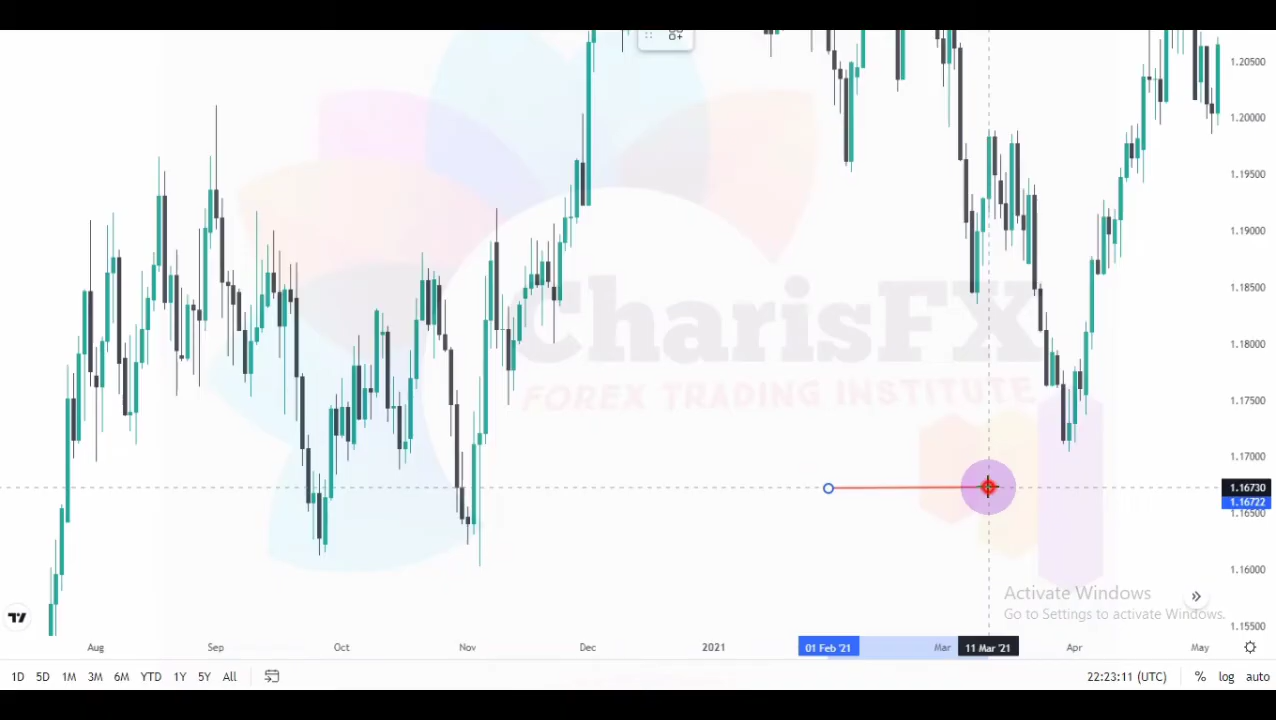 1.20500
1.20000
1.19500
1.19000
1.18500
CharisFX
1.18000
FOREX TRADING INSTITUTE
1.17500
1.17000
1.16730
1.16722
1.16500
1.16000
Activate Windows
Go to Settings to activate Windows.
1.15500
Aug Sep Oct Nov Dec 2021 01 Feb '21 Mar 11 Mar '21 Apr May
1D 5D 1M 3M 6M YTD 1Y 5Y All 22:23:11 (UTC) % log auto